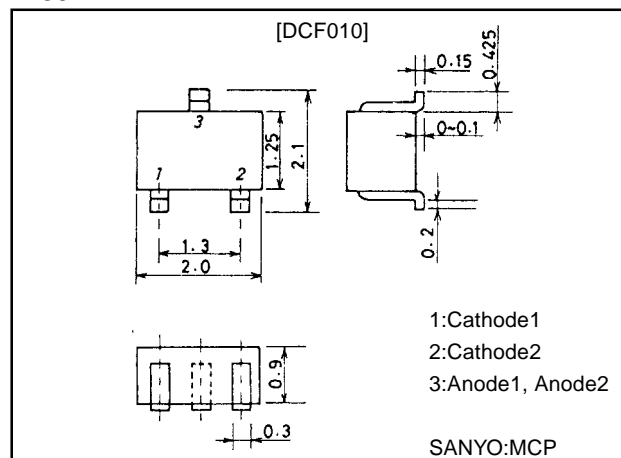 [DCF010]
0.15
0.425
3
0~0.1
1.25
2.1
1
2
1.3
2.0
0.2
1:Cathode1
2:Cathode2
3:Anode1, Anode2
0.9
0.3
SANYO:MCP